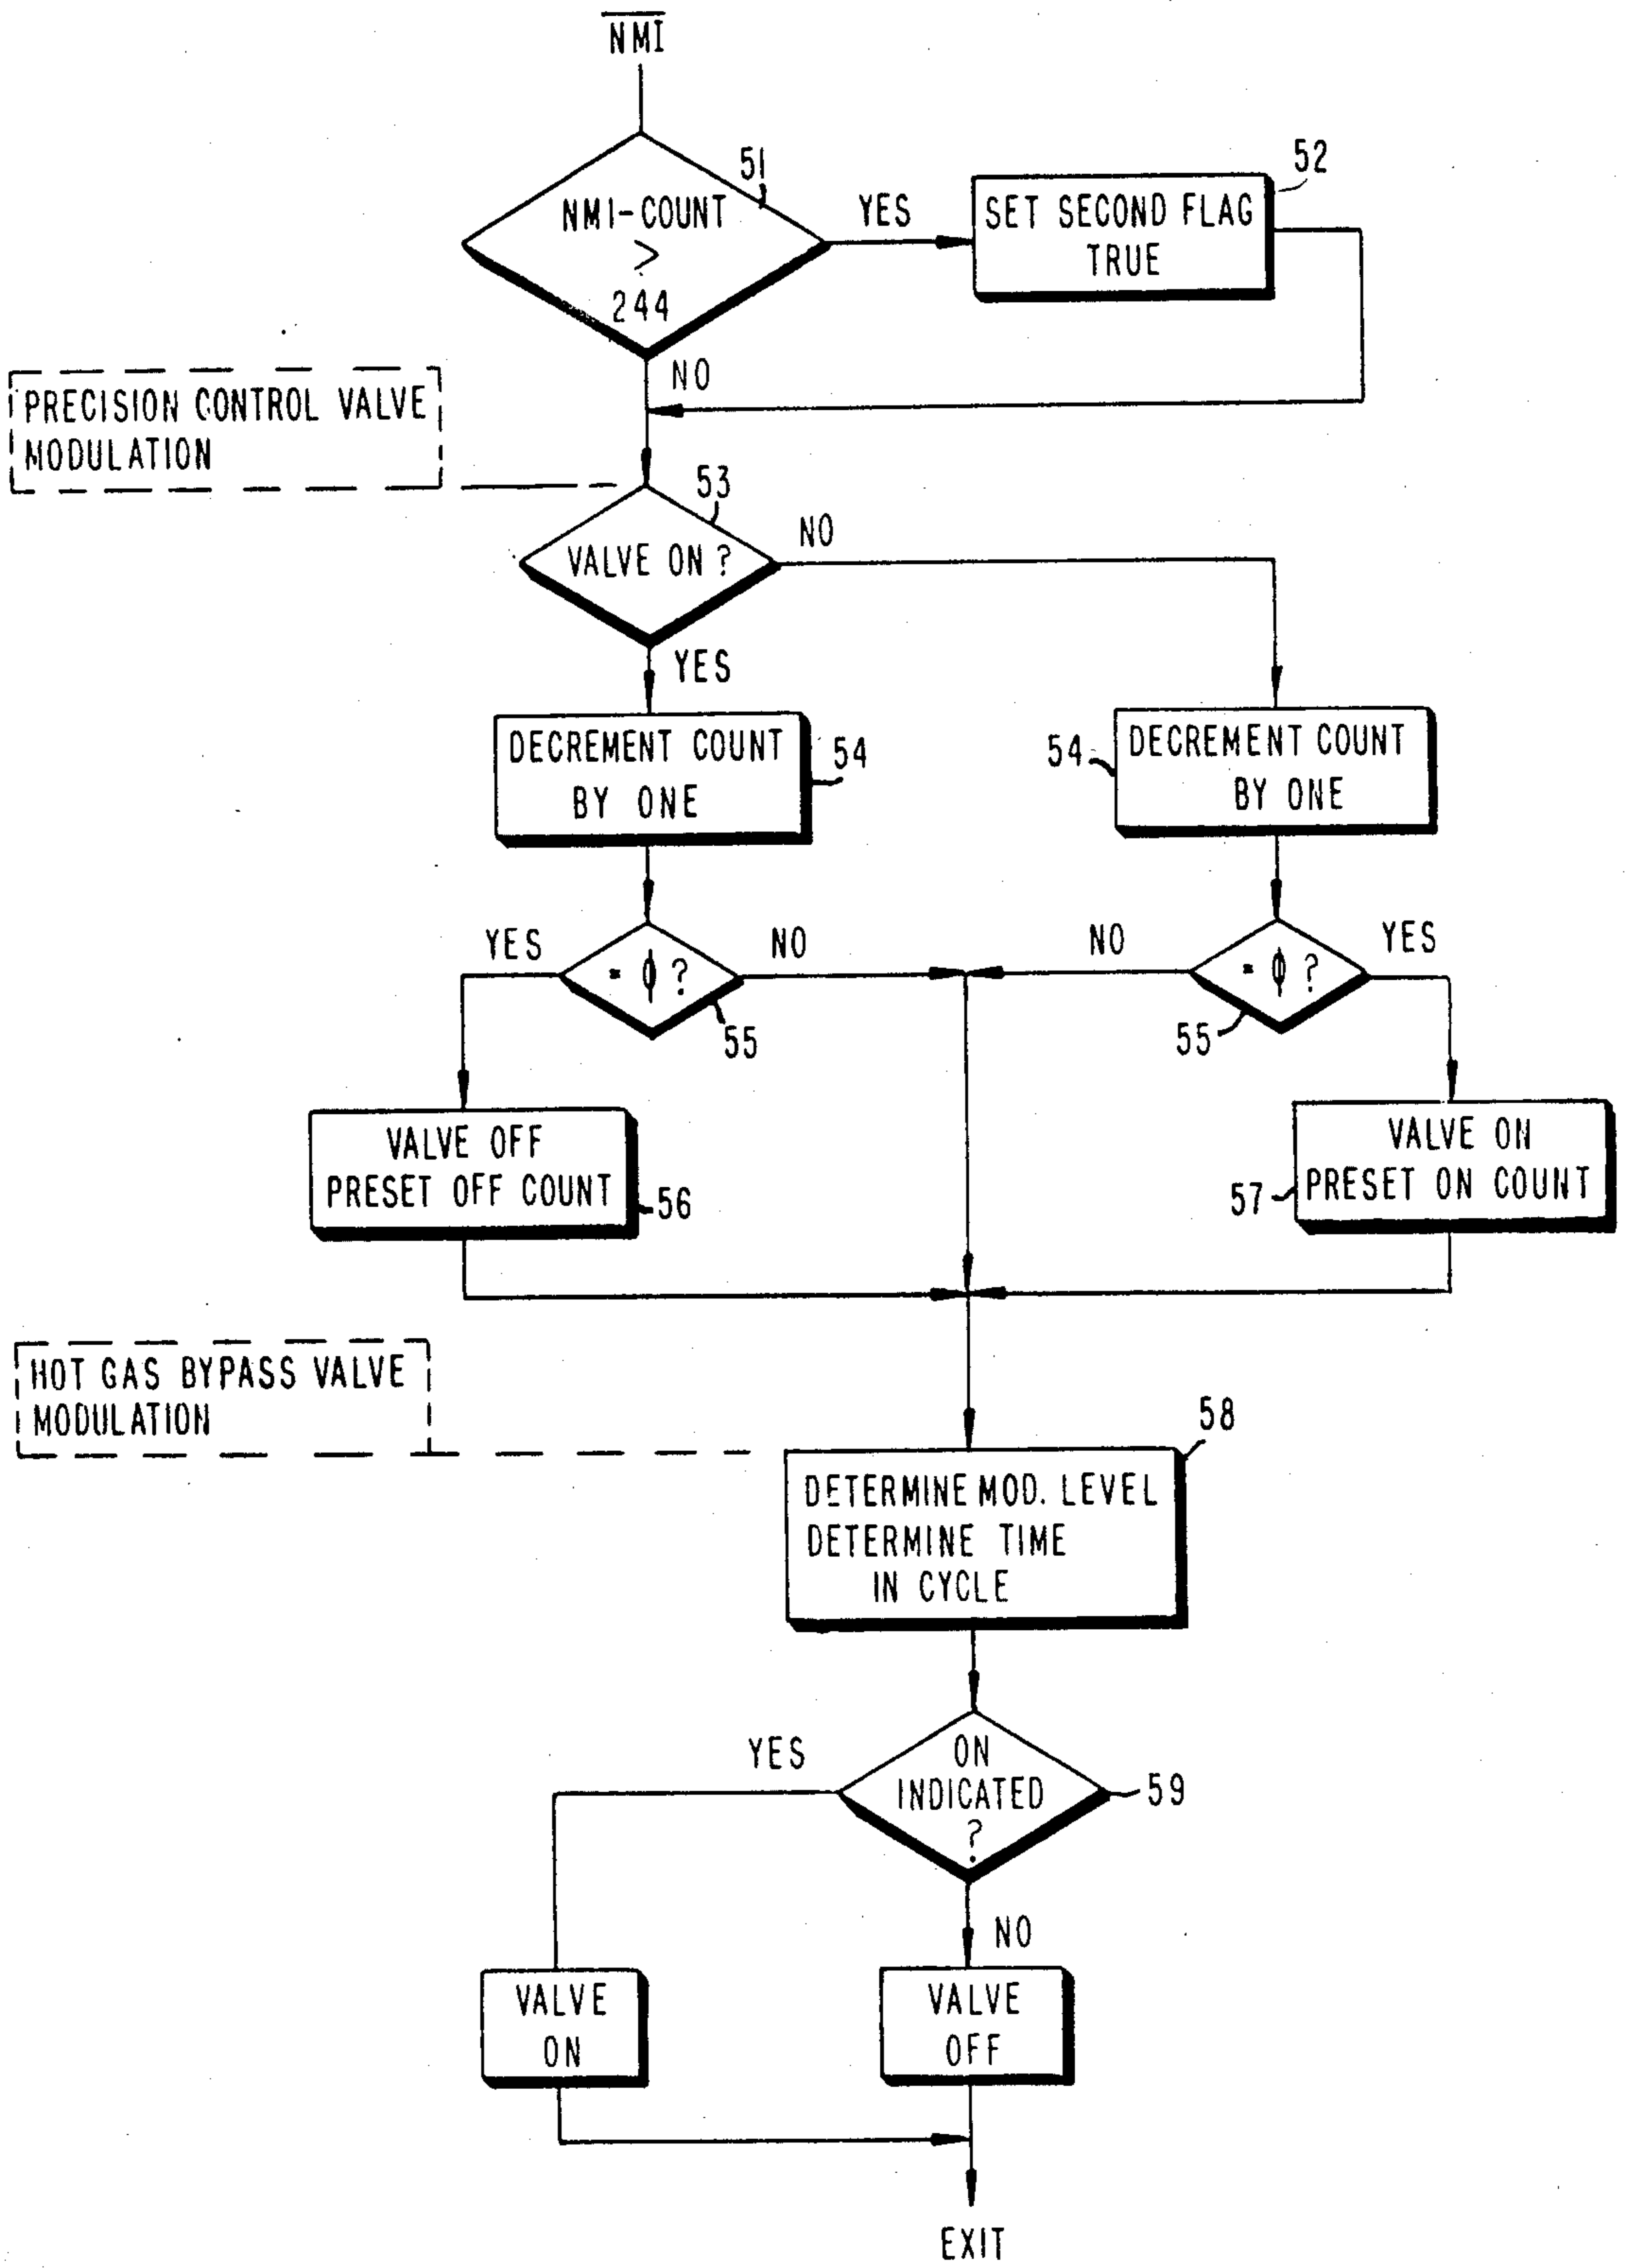 NMI
51
NMI-COUNT
>
244
YES
52
SET SECOND FLAG
TRUE
NO
PRECISION CONTROL VALVE
MODULATION
53
VALVE ON ?
NO
YES
DECREMENT COUNT
BY ONE
54
54
DECREMENT COUNT
BY ONE
YES
= ϕ ?
NO
55
NO
= ϕ ?
YES
55
VALVE OFF
PRESET OFF COUNT
56
57
VALVE ON
PRESET ON COUNT
HOT GAS BYPASS VALVE
MODULATION
58
DETERMINE MOD. LEVEL
DETERMINE TIME
IN CYCLE
YES
ON
INDICATED
?
59
NO
VALVE
ON
VALVE
OFF
EXIT